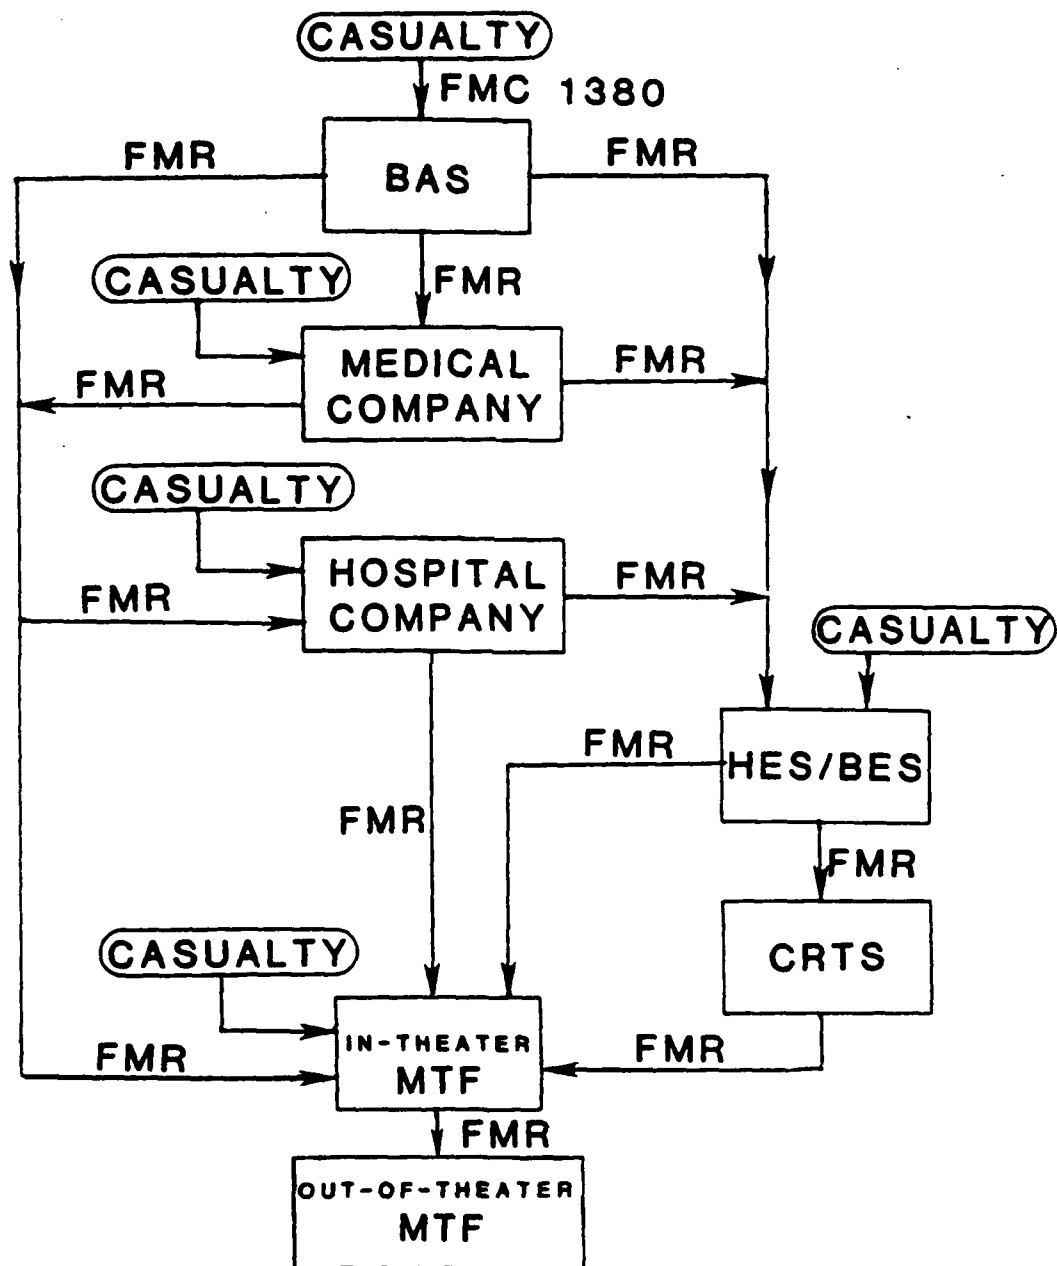 CASUALTY
FMC 1380
FMR
BAS
FMR
CASUALTY
FMR
MEDICAL
COMPANY
FMR
FMR
CASUALTY
HOSPITAL
COMPANY
FMR
FMR
CASUALTY
FMR
HES/BES
FMR
FMR
CRTS
CASUALTY
IN-THEATER
MTF
FMR
FMR
FMR
OUT-OF-THEATER
MTF